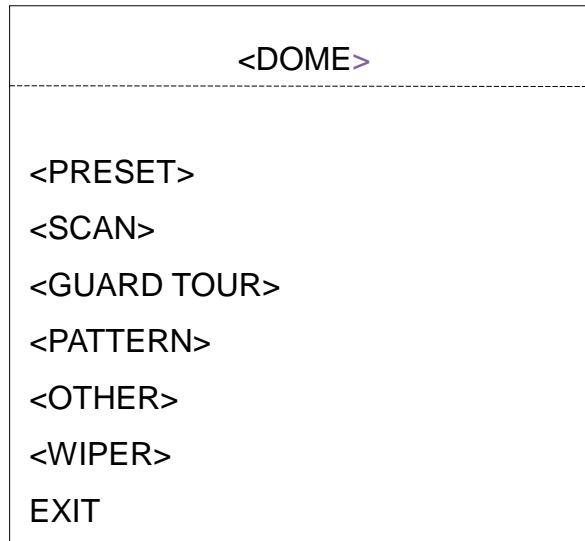 <DOME>
<PRESET>
<SCAN>
<GUARD TOUR>
<PATTERN>
<OTHER>
<WIPER>
EXIT